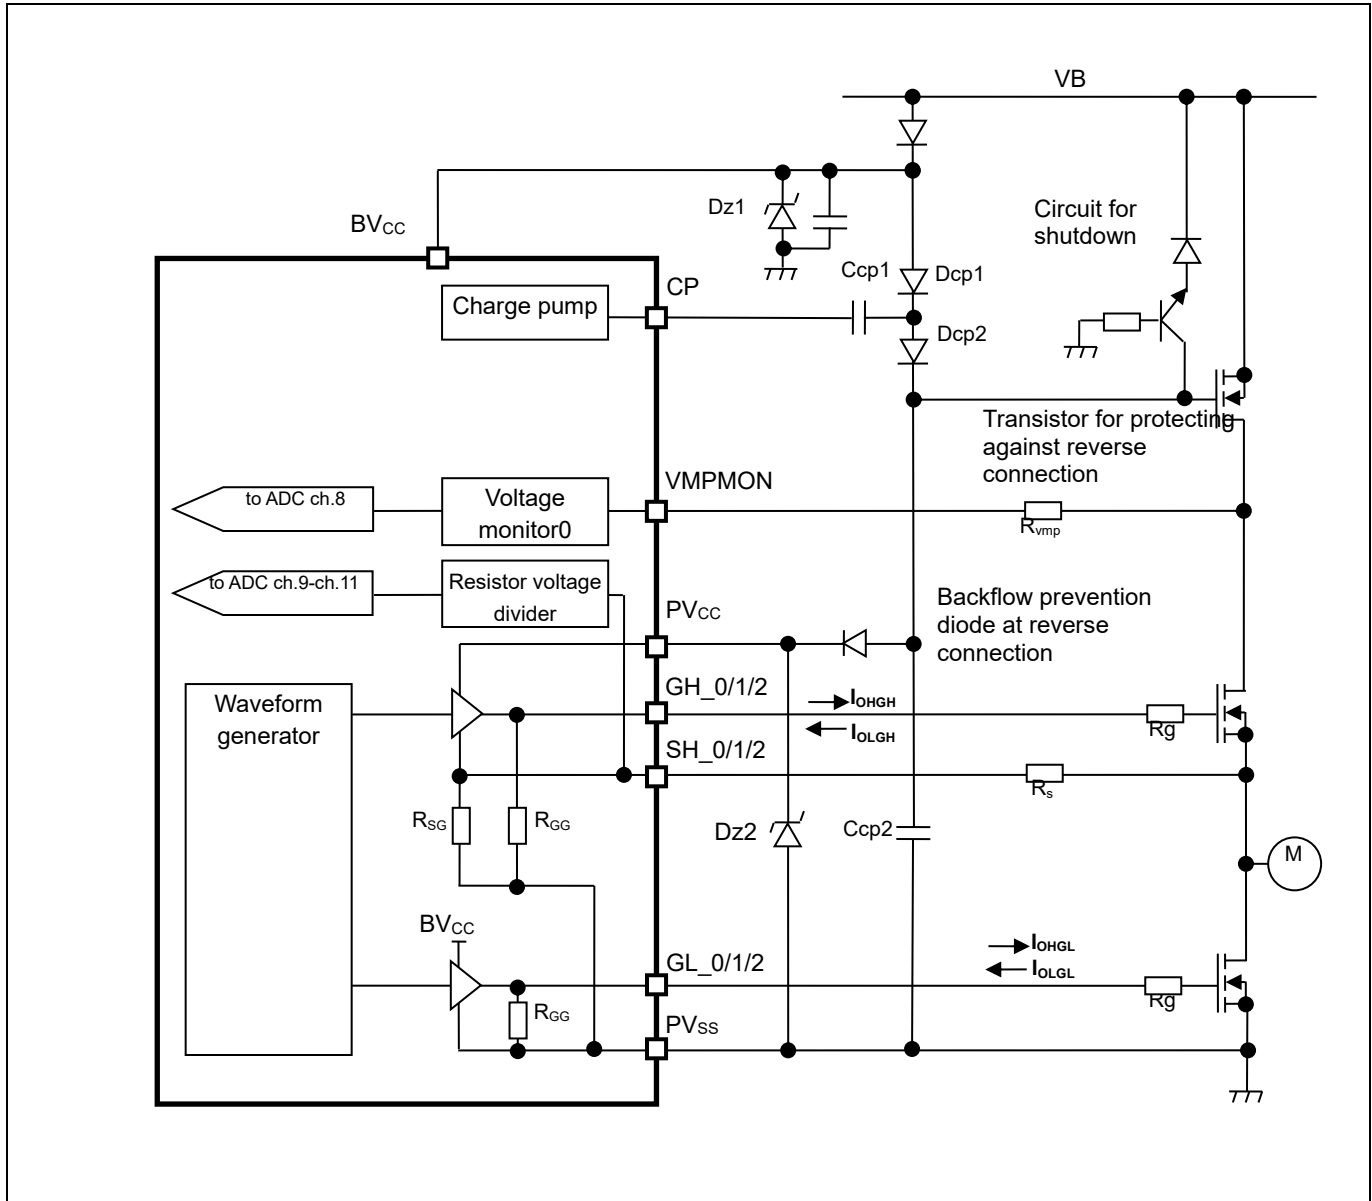 VB
Dz1
Circuit for
shutdown
BVCC
Ccp1
Dcp1
CP
Charge pump
Dcp2
Transistor for protecting
against reverse
connection
VMPMON
to ADC ch.8
Voltage
monitor0
Rvmp
to ADC ch.9-ch.11
Resistor voltage
divider
PVCC
Backflow prevention
diode at reverse
connection
Waveform
generator
GH_0/1/2
IOHGH
IOLGH
Rg
SH_0/1/2
Rs
RSG
RGG
Dz2
Ccp2
M
BVCC
GL_0/1/2
IOHGL
IOLGL
Rg
RGG
PVSS